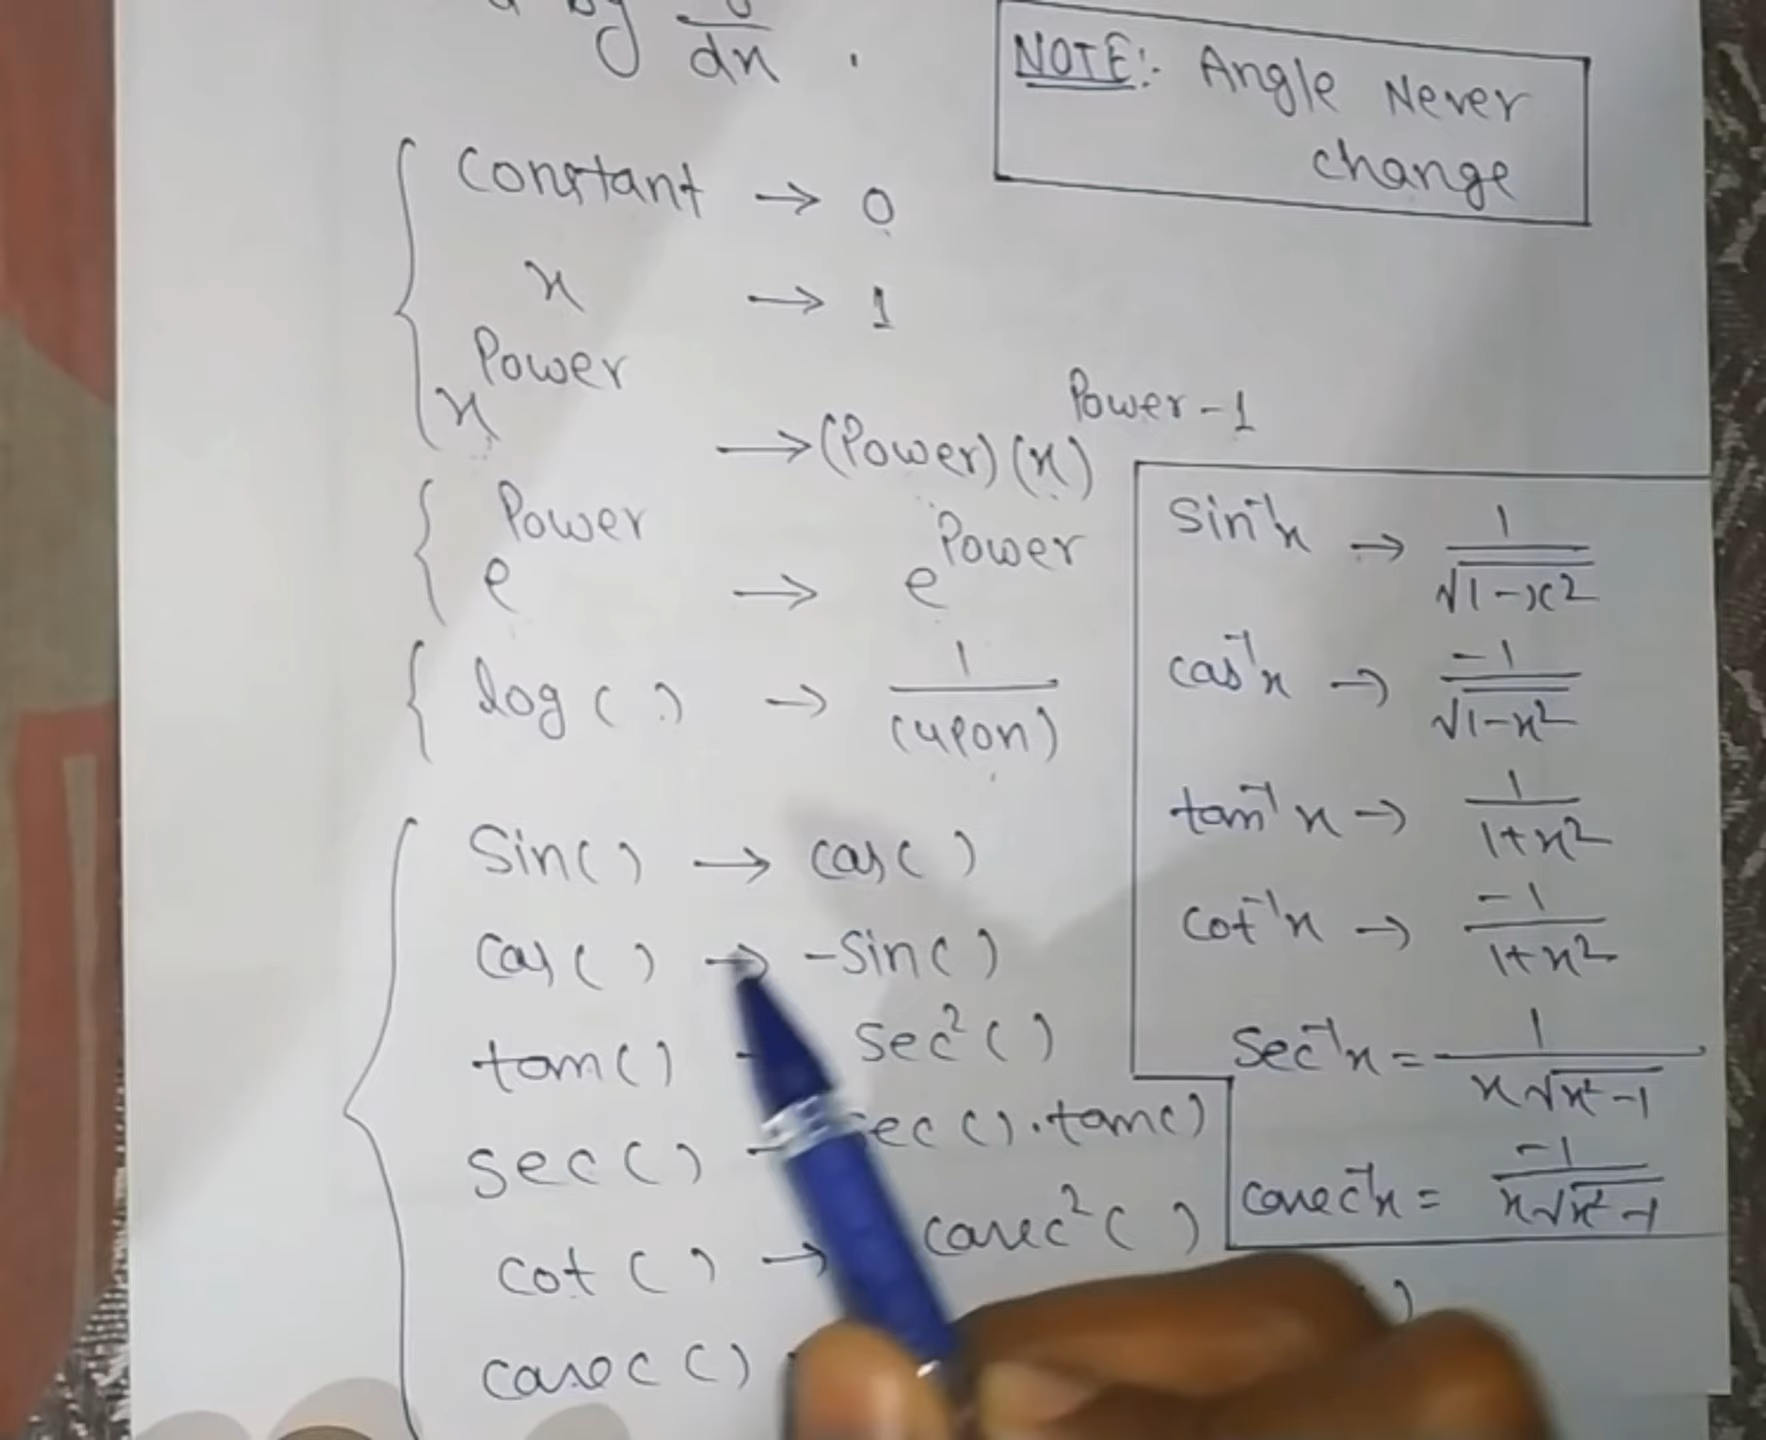 by d/dx.
NOTE:- Angle Never
change
Constant → 0
x → 1
x^Power → (Power)(x)^Power-1
e^Power → e^Power
log( ) → 1/(upon)
Sin( ) → cos( )
Cos( ) → -Sin( )
tan( ) sec²( )
sec( ) ec( ).tan( )
cot( ) → cosec²( )
cosec( )
)
sin⁻¹x → 1/√1-x²
cos⁻¹x → -1/√1-x²
tan⁻¹x → 1/1+x²
cot⁻¹x → -1/1+x²
sec⁻¹x = 1/x√x²-1
cosec⁻¹x = -1/x√x²-1